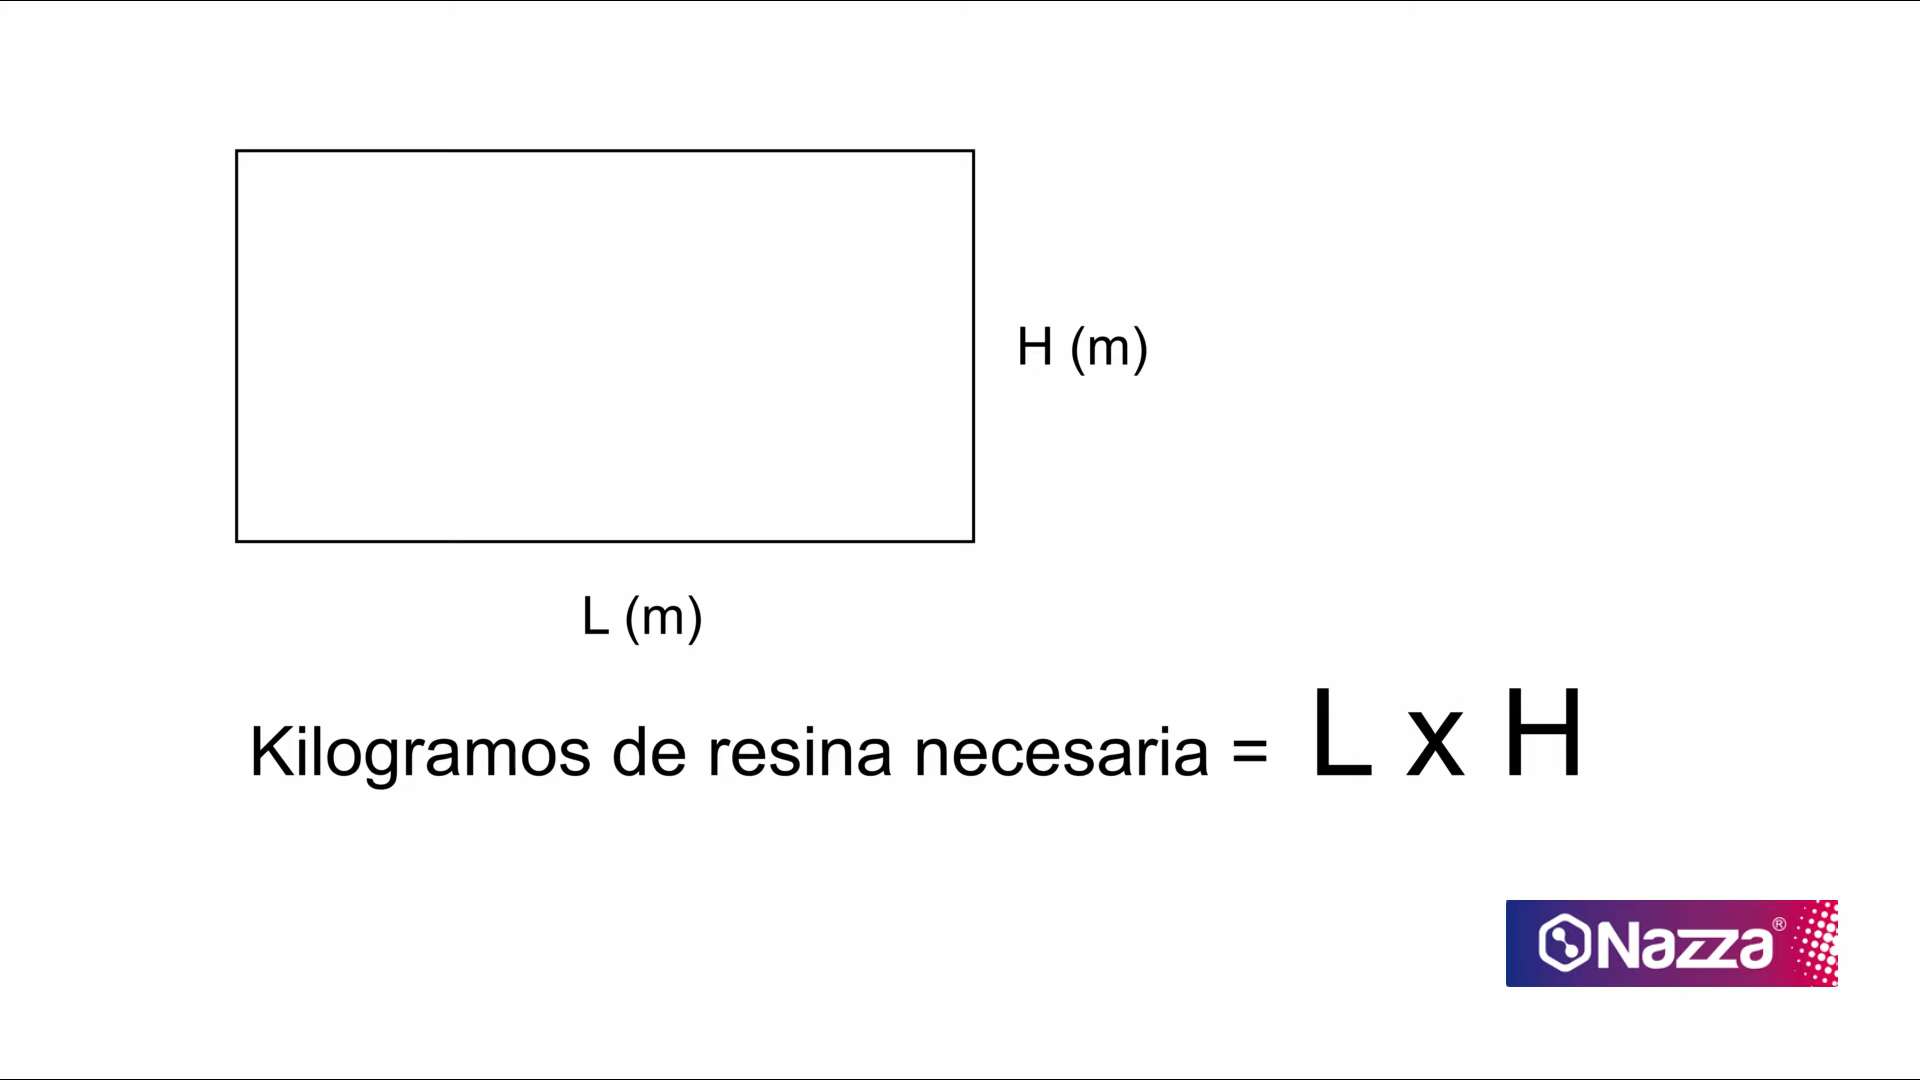 H (m)
L (m)
Kilogramos de resina necesaria = L x H
Nazza®